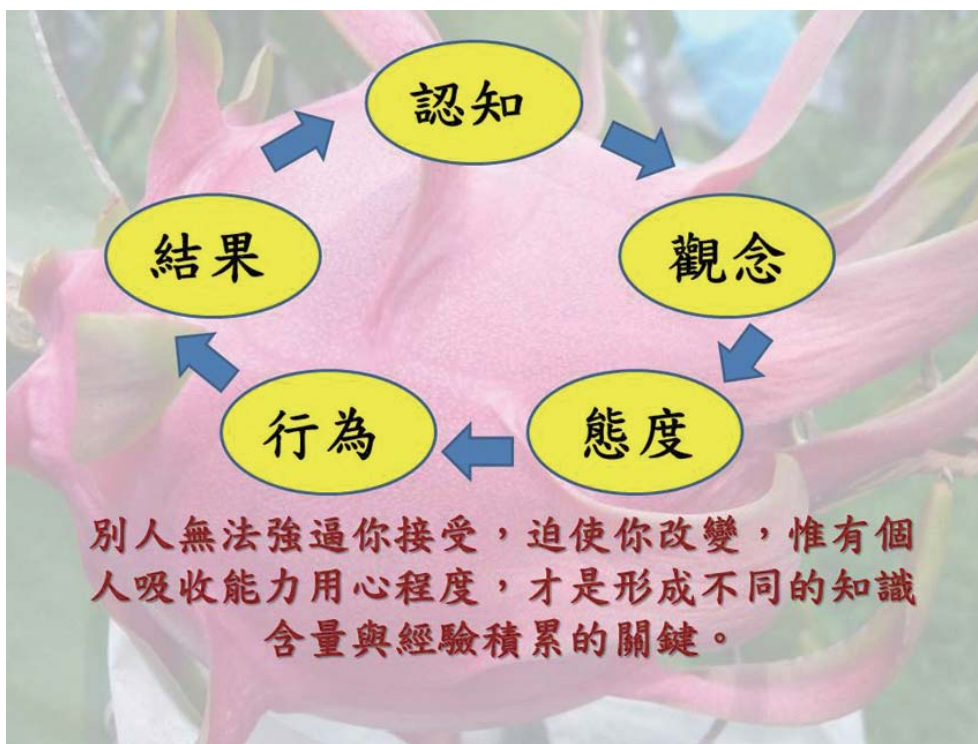 認知
觀念
態度
行為
結果
別人無法強逼你接受，迫使你改變，惟有個
人吸收能力用心程度，才是形成不同的知識
含量與經驗積累的關鍵。